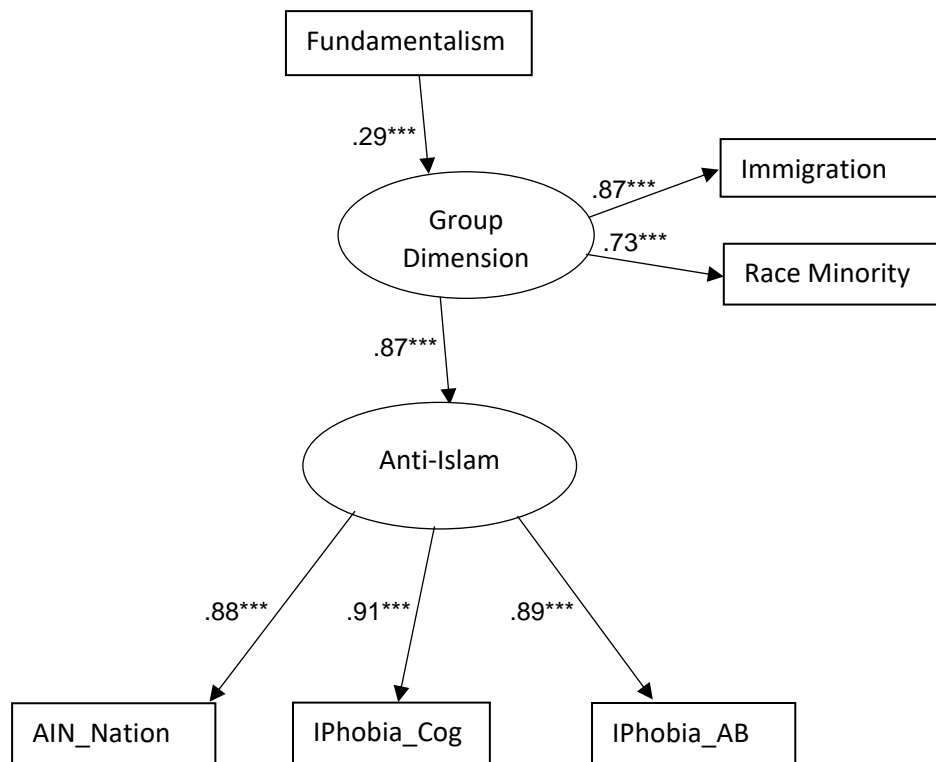 Fundamentalism
.29***
Immigration
.87***
Group
Dimension
.73***
Race Minority
.87***
Anti-Islam
.88***
.91***
.89***
AIN_Nation
IPhobia_Cog
IPhobia_AB